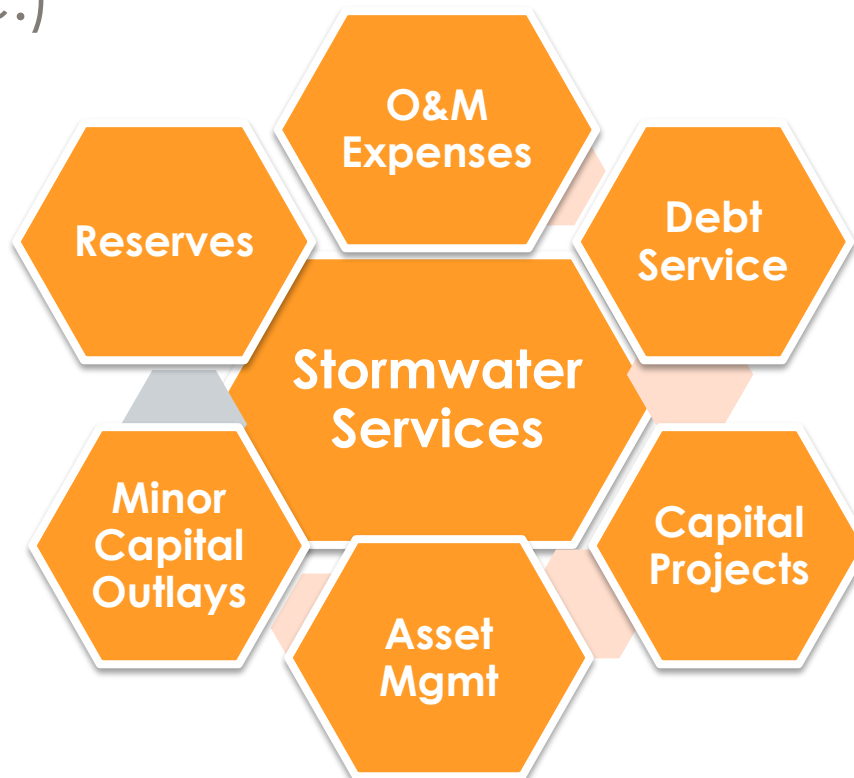 O&M
Expenses
Debt
Service
Reserves
Stormwater
Services
Capital
Projects
Minor
Capital
Outlays
Asset
Mgmt